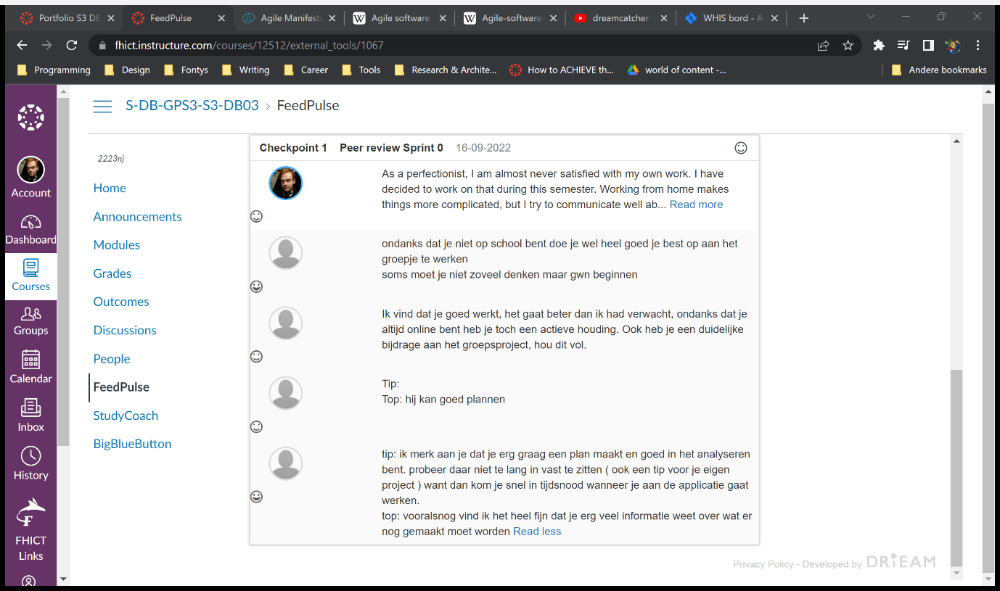 Portfolio S3 DB
FeedPulse
Agile Manifest
Agile software
Agile-software
dreamcatcher -
WHIS bord - A
fhict.instructure.com/courses/12512/external_tools/1067
Programming
Design
Fontys
Writing
Career
Tools
Research & Archite...
How to ACHIEVE th...
world of content -...
Andere bookmarks
S-DB-GPS3-S3-DB03 > FeedPulse
Account
Dashboard
Courses
Groups
Calendar
Inbox
History
FHICT
Links
2223nj
Home
Announcements
Modules
Grades
Outcomes
Discussions
People
FeedPulse
StudyCoach
BigBlueButton
Checkpoint 1 Peer review Sprint 0 16-09-2022
As a perfectionist, I am almost never satisfied with my own work. I have
decided to work on that during this semester. Working from home makes
things more complicated, but I try to communicate well ab... Read more
ondanks dat je niet op school bent doe je wel heel goed je best op aan het
groepje te werken
soms moet je niet zoveel denken maar gwn beginnen
Ik vind dat je goed werkt, het gaat beter dan ik had verwacht, ondanks dat je
altijd online bent heb je toch een actieve houding. Ook heb je een duidelijke
bijdrage aan het groepsproject, hou dit vol.
Tip:
Top: hij kan goed plannen
tip: ik merk aan je dat je erg graag een plan maakt en goed in het analyseren
bent. probeer daar niet te lang in vast te zitten ( ook een tip voor je eigen
project ) want dan kom je snel in tijdsnood wanneer je aan de applicatie gaat
werken.
top: vooralsnog vind ik het heel fijn dat je erg veel informatie weet over wat er
nog gemaakt moet worden Read less
Privacy Policy - Developed by DRIEAM